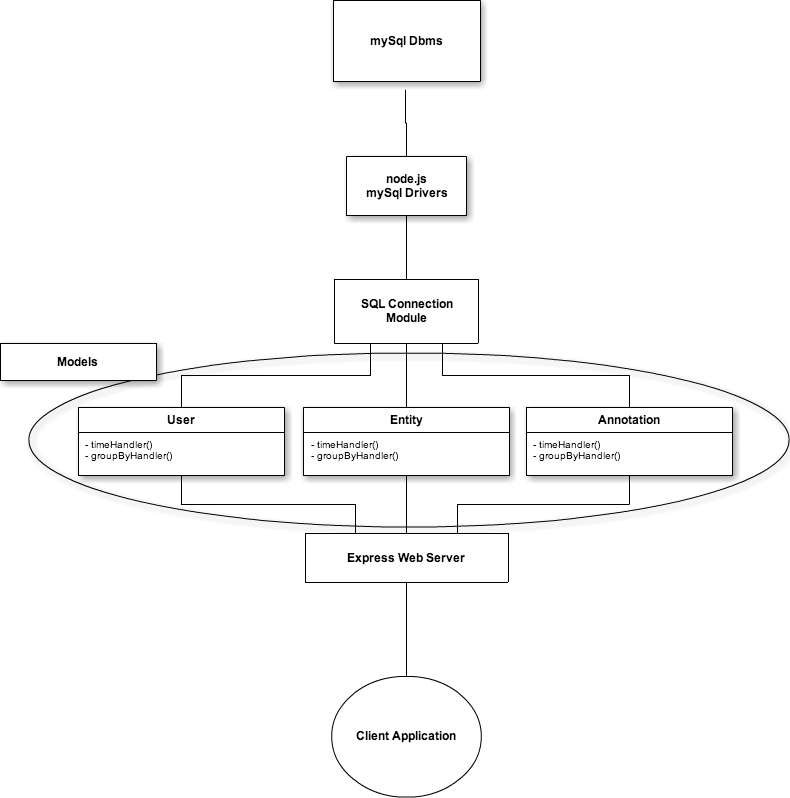 mySql Dbms
node.js
mySql Drivers
SQL Connection
Module
Models
User
- timeHandler()
- groupByHandler()
Entity
- timeHandler()
- groupByHandler()
Annotation
- timeHandler()
- groupByHandler()
Express Web Server
Client Application